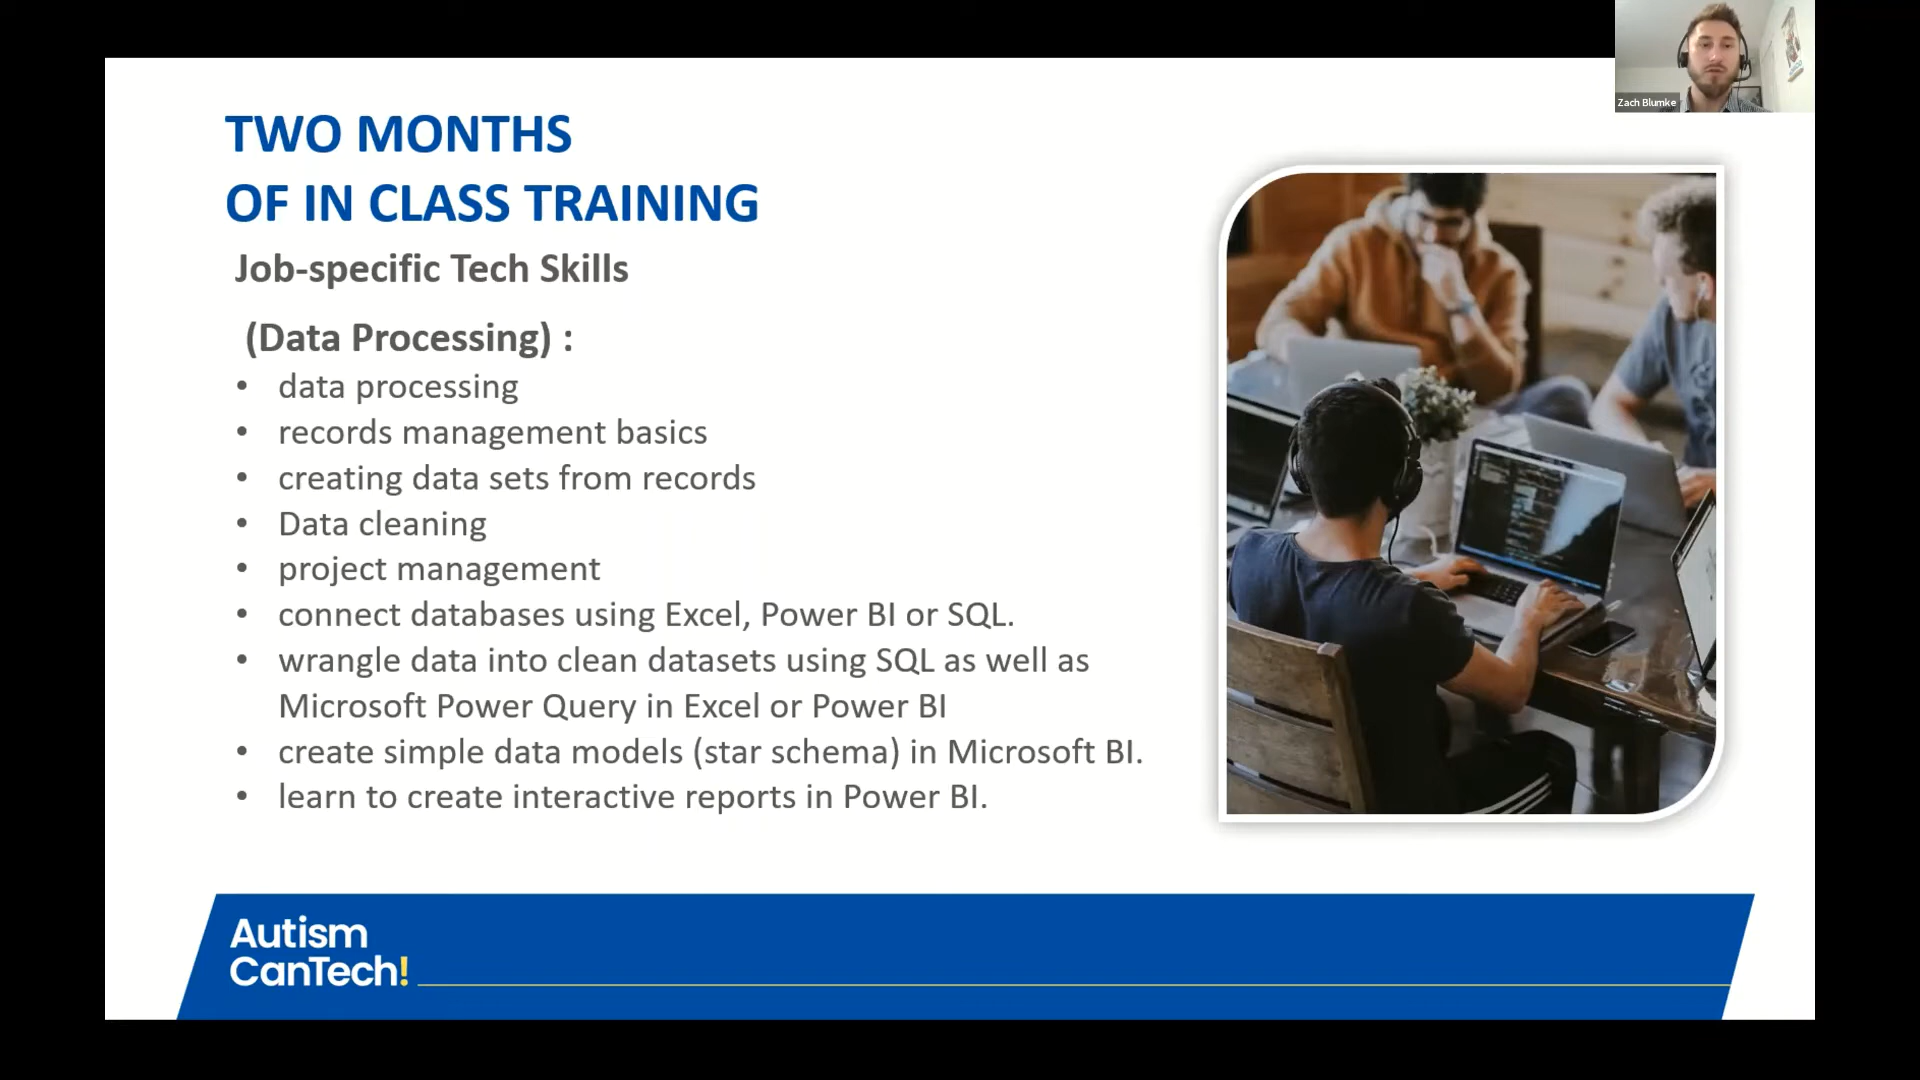 Zach Blumke
TWO MONTHS
OF IN CLASS TRAINING
Job-specific Tech Skills
(Data Processing) :
• data processing
• records management basics
• creating data sets from records
• Data cleaning
• project management
• connect databases using Excel, Power BI or SQL.
• wrangle data into clean datasets using SQL as well as
Microsoft Power Query in Excel or Power BI
• create simple data models (star schema) in Microsoft BI.
• learn to create interactive reports in Power BI.
Autism
CanTech!